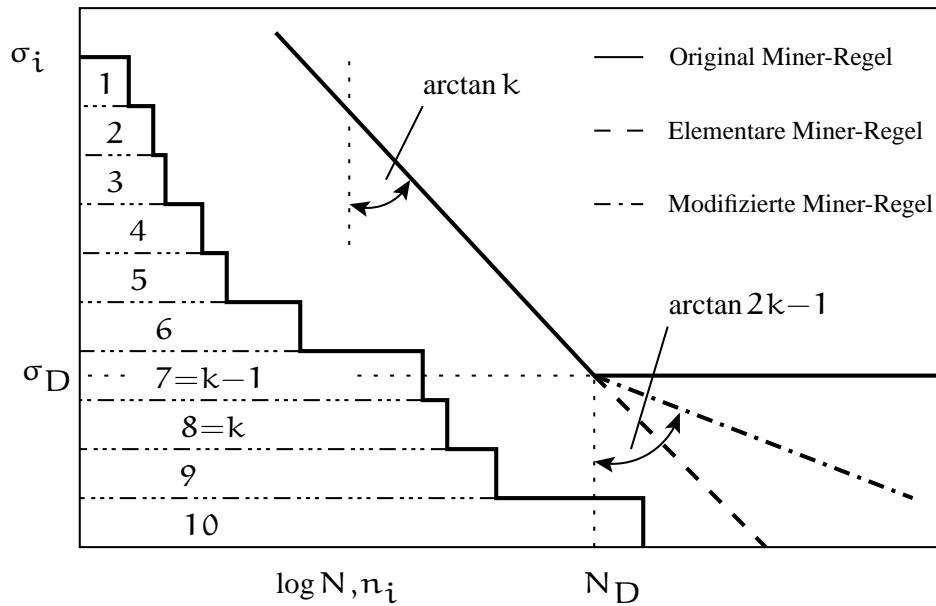 σi
1
2
3
4
5
6
σD
7=k−1
8=k
9
10
arctan k
Original Miner-Regel
Elementare Miner-Regel
Modifizierte Miner-Regel
arctan 2k−1
log N, ni
ND